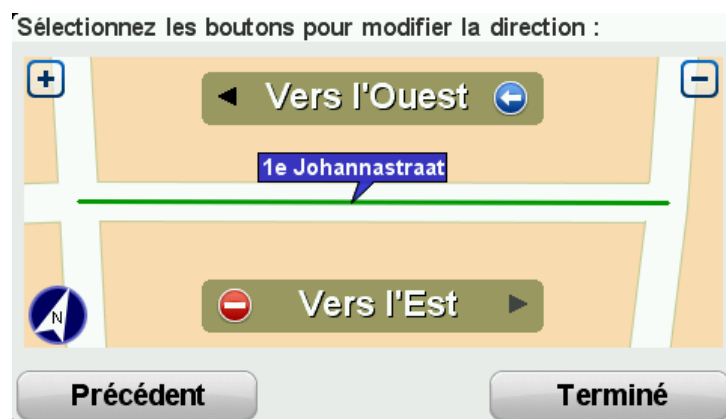 Sélectionnez les boutons pour modifier la direction :
+
−
Vers l'Ouest
1e Johannastraat
N
Vers l'Est
Précédent
Terminé